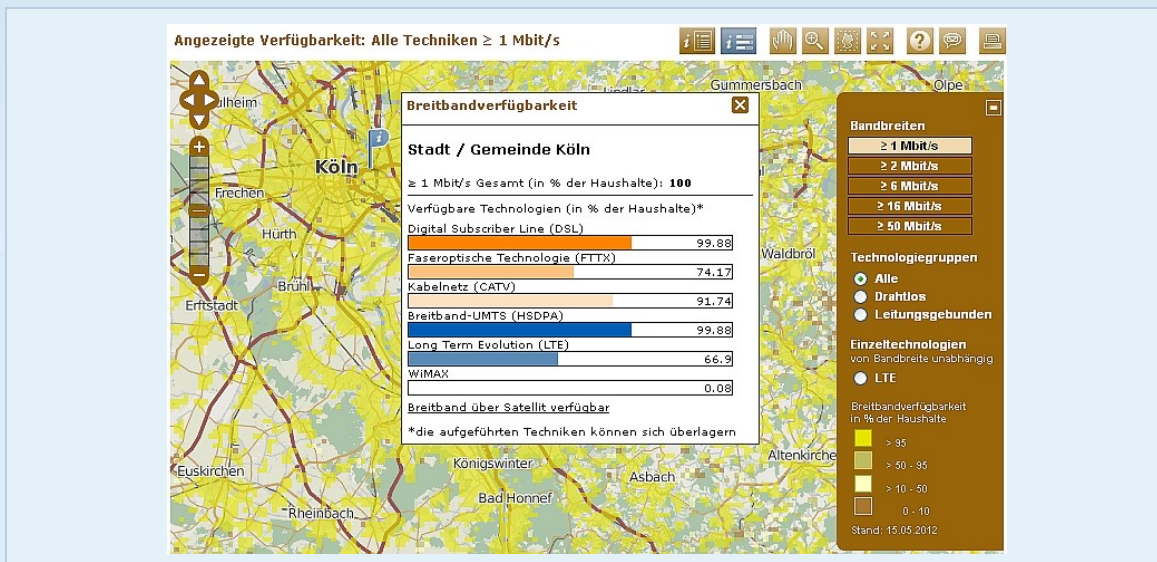 Angezeigte Verfügbarkeit: Alle Techniken ≥ 1 Mbit/s
Gummersbach
Olpe
Köln
Frechen
Hürth
Brühl
Erftstadt
Waldbröl
Euskirchen
Rheinbach
Königswinter
Bad Honnef
Asbach
Altenkirche
Breitbandverfügbarkeit
Stadt / Gemeinde Köln
≥ 1 Mbit/s Gesamt (in % der Haushalte): 100
Verfügbare Technologien (in % der Haushalte)*
Digital Subscriber Line (DSL)
99.88
Faseroptische Technologie (FTTX)
74.17
Kabelnetz (CATV)
91.74
Breitband-UMTS (HSDPA)
99.88
Long Term Evolution (LTE)
66.9
WiMAX
0.08
Breitband über Satellit verfügbar
*die aufgeführten Techniken können sich überlagern
Bandbreiten
≥ 1 Mbit/s
≥ 2 Mbit/s
≥ 6 Mbit/s
≥ 16 Mbit/s
≥ 50 Mbit/s
Technologiegruppen
Alle
Drahtlos
Leitungsgebunden
Einzeltechnologien
von Bandbreite unabhängig
LTE
Breitbandverfügbarkeit
in % der Haushalte
> 95
> 50 - 95
> 10 - 50
0 - 10
Stand: 15.05.2012